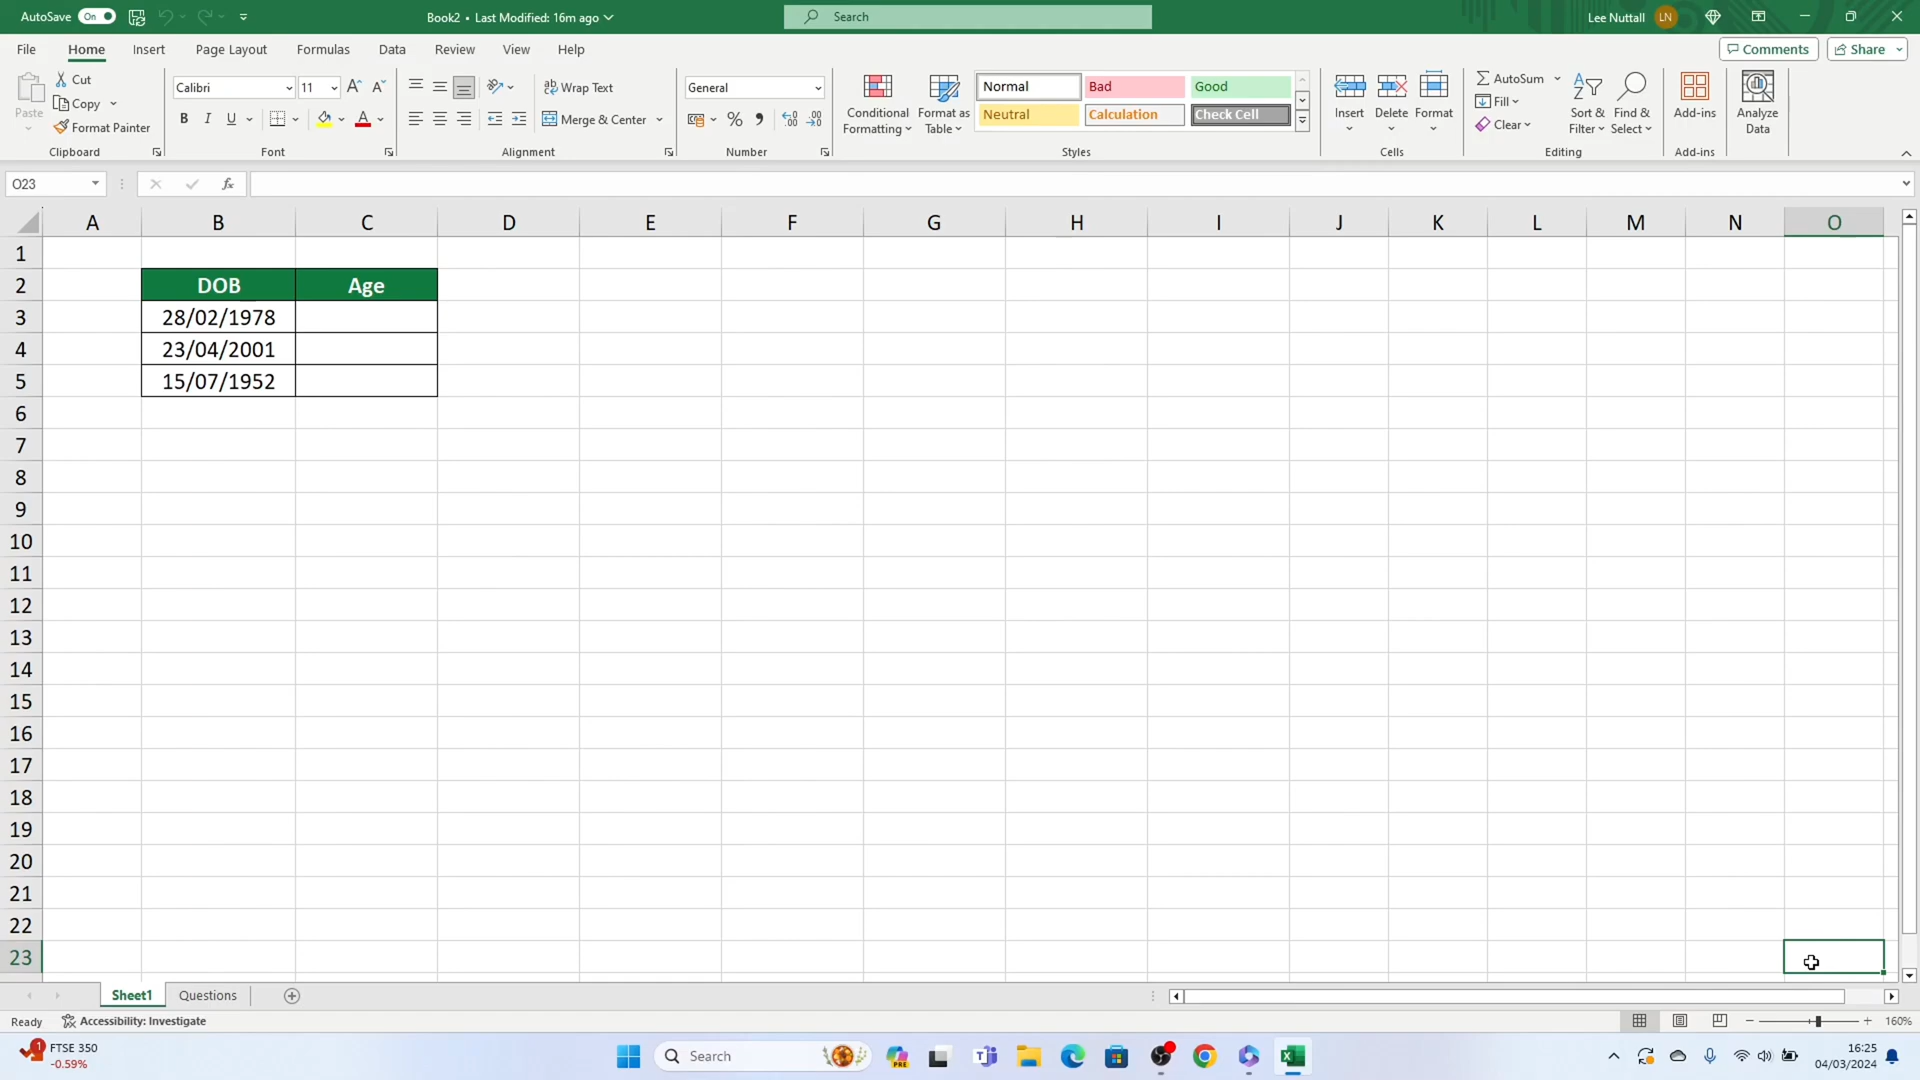 AutoSave On Book2 • Last Modified: 16m ago Search Lee Nuttall LN
File Home Insert Page Layout Formulas Data Review View Help Comments Share
Paste Cut Copy Format Painter Clipboard
Calibri 11 B I U A Font
ab Wrap Text Merge & Center Alignment
General % Number
Conditional Formatting Format as Table Normal Bad Good Neutral Calculation Check Cell Styles
Insert Delete Format Cells
AutoSum Fill Clear Sort & Filter Find & Select Editing
Add-ins Add-ins
Analyze Data
O23 fx
A B C D E F G H I J K L M N O
1
2 DOB Age
3 28/02/1978
4 23/04/2001
5 15/07/1952
6
7
8
9
10
11
12
13
14
15
16
17
18
19
20
21
22
23
Sheet1 Questions
Ready Accessibility: Investigate 160%
1 FTSE 350 Search PRE 16:25
-0.59% 04/03/2024